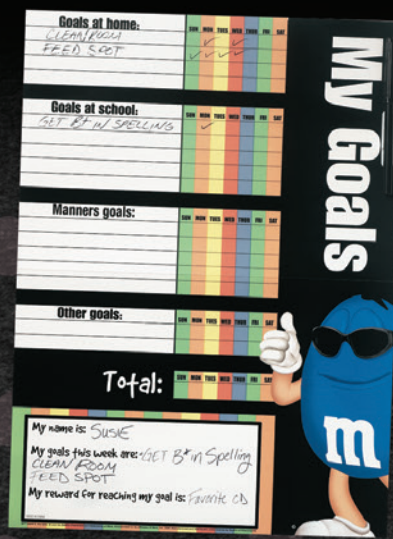 My Goals
Goals at home:
SUN MON TUES WED THUR FRI SAT
CLEAN ROOM
FEED SPOT
Goals at school:
SUN MON TUES WED THUR FRI SAT
GET B+ IN SPELLING
Manners goals:
SUN MON TUES WED THUR FRI SAT
Other goals:
SUN MON TUES WED THUR FRI SAT
Total:
SUN MON TUES WED THUR FRI SAT
m
My name is: SUSIE
My goals this week are: GET B+ in Spelling
CLEAN ROOM
FEED SPOT
My reward for reaching my goal is: Favorite CD